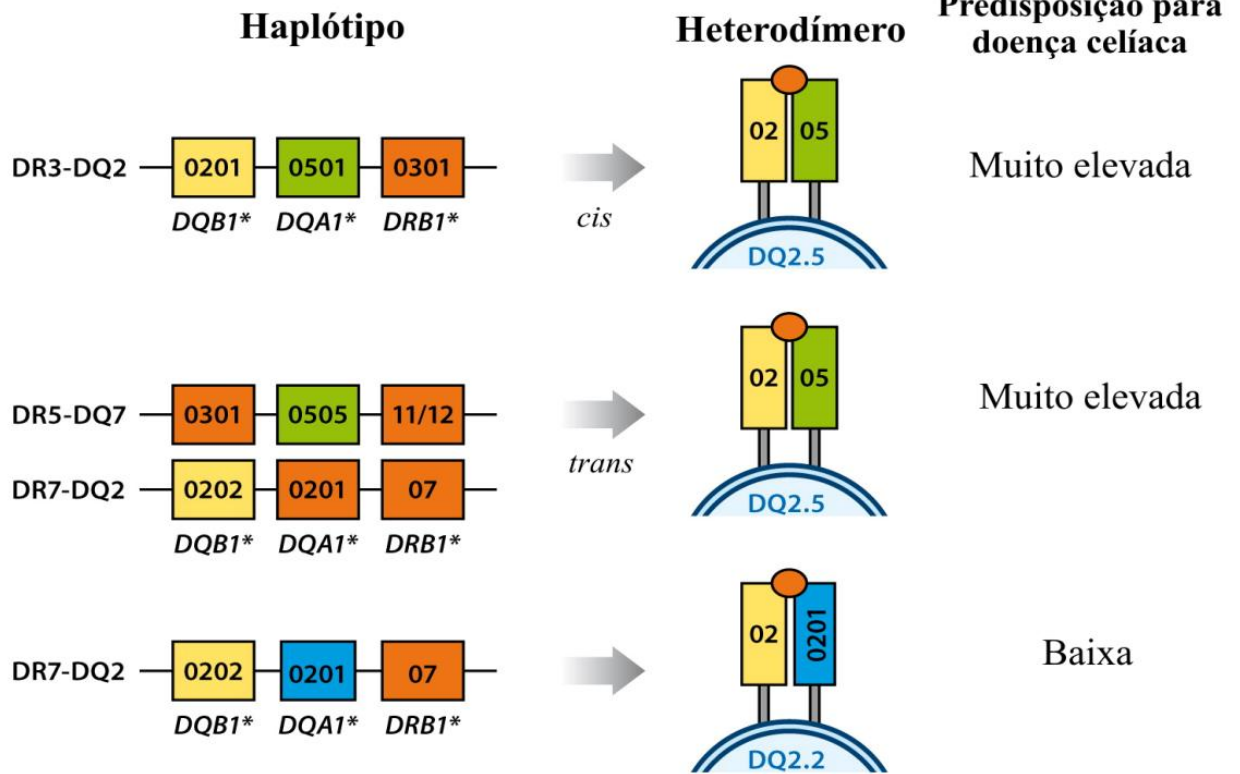 Haplótipo
Heterodímero
Predisposição para
doença celíaca
DR3-DQ2
0201
0501
0301
DQB1*
DQA1*
DRB1*
cis
02
05
DQ2.5
Muito elevada
DR5-DQ7
0301
0505
11/12
DR7-DQ2
0202
0201
07
DQB1*
DQA1*
DRB1*
trans
02
05
DQ2.5
Muito elevada
DR7-DQ2
0202
0201
07
DQB1*
DQA1*
DRB1*
02
0201
DQ2.2
Baixa